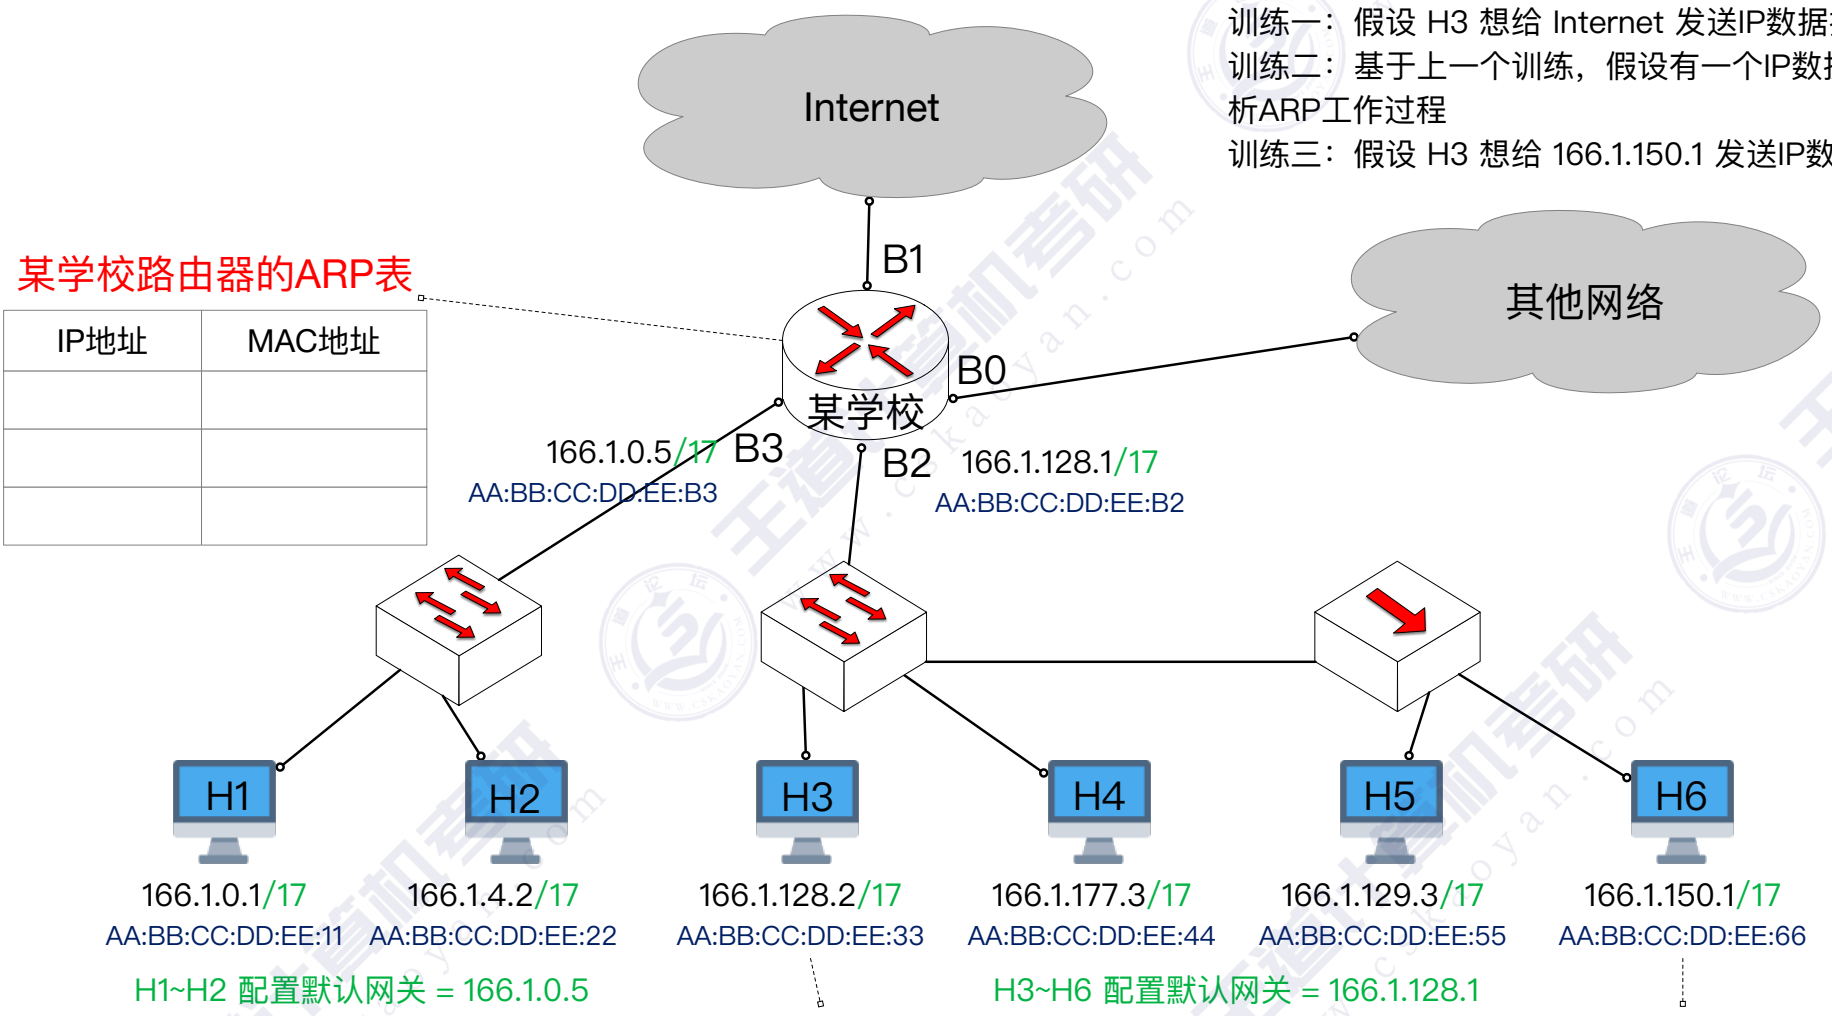 训练一：假设 H3 想给 Internet 发送IP数据
训练二：基于上一个训练，假设有一个IP数
析ARP工作过程
训练三：假设 H3 想给 166.1.150.1 发送IP数
Internet
B1
某学校路由器的ARP表
IP地址 MAC地址
其他网络
B0
某学校
166.1.0.5/17 B3
AA:BB:CC:DD:EE:B3
B2 166.1.128.1/17
AA:BB:CC:DD:EE:B2
H1 H2 H3 H4 H5 H6
166.1.0.1/17 166.1.4.2/17 166.1.128.2/17 166.1.177.3/17 166.1.129.3/17 166.1.150.1/17
AA:BB:CC:DD:EE:11 AA:BB:CC:DD:EE:22 AA:BB:CC:DD:EE:33 AA:BB:CC:DD:EE:44 AA:BB:CC:DD:EE:55 AA:BB:CC:DD:EE:66
H1~H2 配置默认网关 = 166.1.0.5
H3~H6 配置默认网关 = 166.1.128.1
王道计算机考研
www.cskaoyan.com